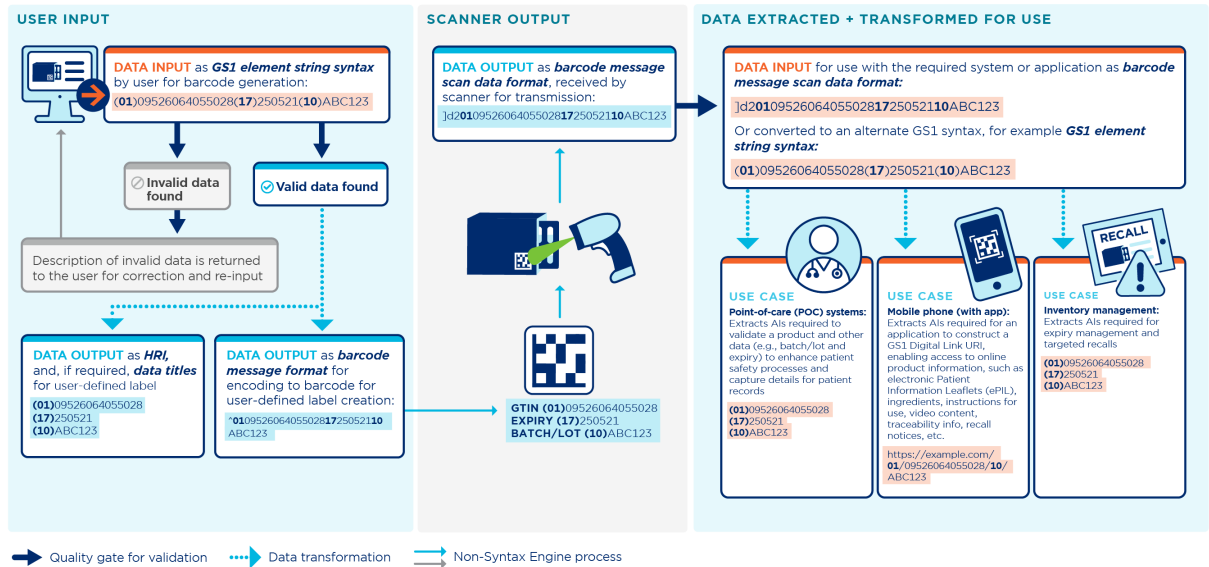 USER INPUT
DATA INPUT as GS1 element string syntax
by user for barcode generation:
(01)09526064055028(17)250521(10)ABC123
Invalid data
found
Valid data found
Description of invalid data is returned
to the user for correction and re-input
DATA OUTPUT as HRI,
and, if required, data titles
for user-defined label
(01)09526064055028
(17)250521
(10)ABC123
DATA OUTPUT as barcode
message format for
encoding to barcode for
user-defined label creation:
^010952606405502817250521​10
ABC123
SCANNER OUTPUT
DATA OUTPUT as barcode message
scan data format, received by
scanner for transmission:
]d201095260640550281725052110ABC123
GTIN (01)09526064055028
EXPIRY (17)250521
BATCH/LOT (10)ABC123
DATA EXTRACTED + TRANSFORMED FOR USE
DATA INPUT for use with the required system or application as barcode
message scan data format:
]d201095260640550281725052110ABC123
Or converted to an alternate GS1 syntax, for example GS1 element
string syntax:
(01)09526064055028(17)250521(10)ABC123
USE CASE
Point-of-care (POC) systems:
Extracts AIs required to
validate a product and other
data (e.g., batch/lot and
expiry) to enhance patient
safety processes and
capture details for patient
records
(01)09526064055028
(17)250521
(10)ABC123
USE CASE
Mobile phone (with app):
Extracts AIs required for an
application to construct a
GS1 Digital Link URI,
enabling access to online
product information, such as
electronic Patient
Information Leaflets (ePIL),
ingredients, instructions for
use, video content,
traceability info, recall
notices, etc.
https://example.com/
01/09526064055028/10/
ABC123
RECALL
USE CASE
Inventory management:
Extracts AIs required for
expiry management and
targeted recalls
(01)09526064055028
(17)250521
(10)ABC123
Quality gate for validation
Data transformation
Non-Syntax Engine process